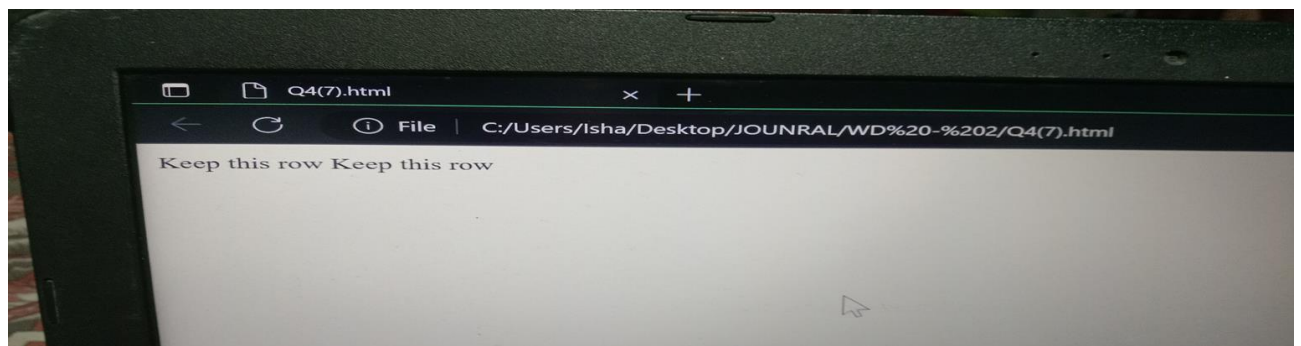 Q4(7).html
File C:/Users/Isha/Desktop/JOUNRAL/WD%20-%202/Q4(7).html
Keep this row Keep this row